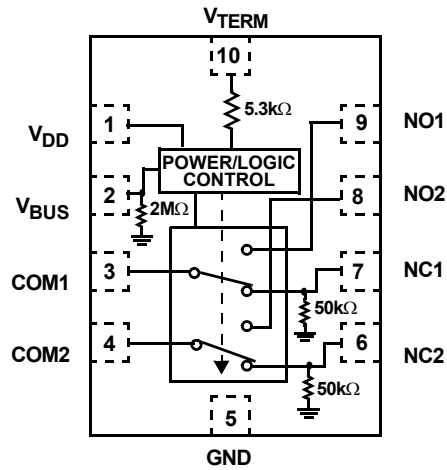 VTERM
10
5.3kΩ
1
9
NO1
VDD
POWER/LOGIC
CONTROL
2
8
NO2
VBUS
2MΩ
3
7
NC1
COM1
50kΩ
4
6
COM2
NC2
50kΩ
5
GND